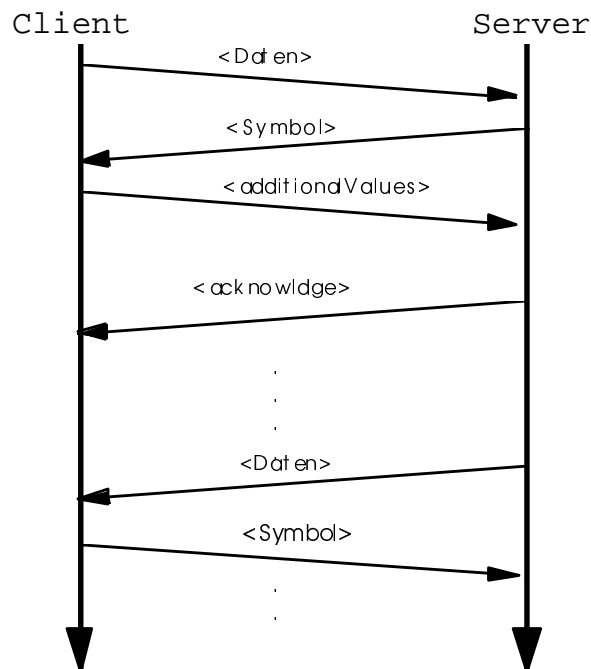 Client Server
<Daten>
<Symbol>
<additionalValues>
<acknowldge>
.
.
.
<Daten>
<Symbol>
.
.